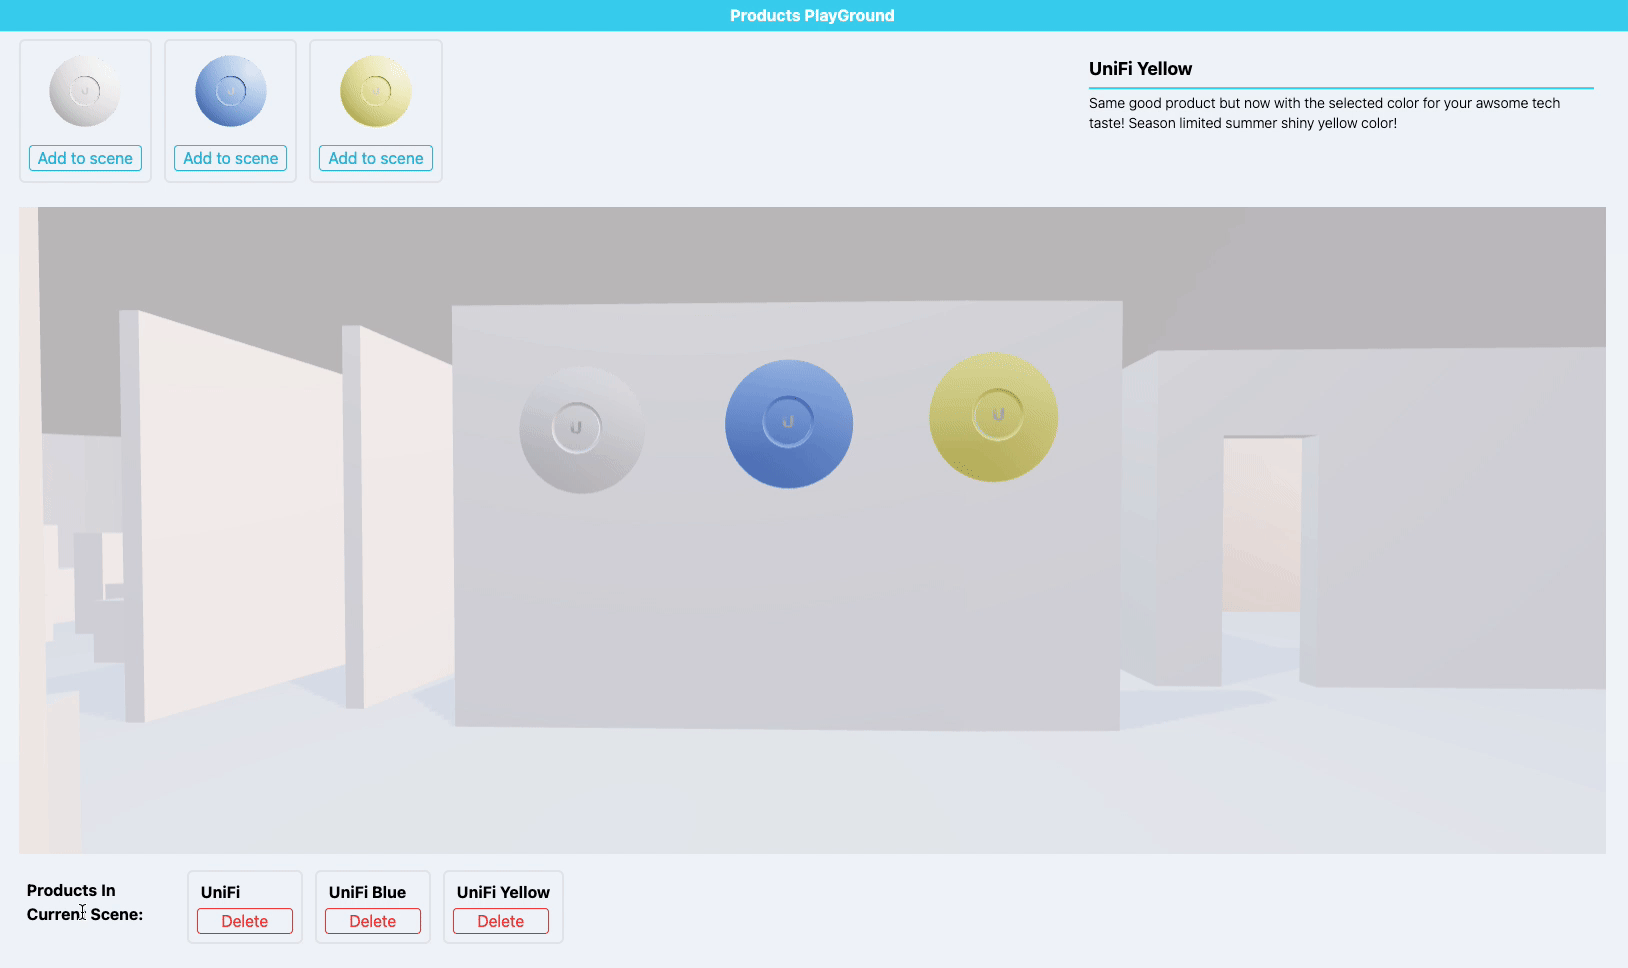 Products PlayGround
Add to scene
Add to scene
Add to scene
UniFi Yellow
Same good product but now with the selected color for your awsome tech
taste! Season limited summer shiny yellow color!
U
U
U
Products In
Current Scene:
UniFi
Delete
UniFi Blue
Delete
UniFi Yellow
Delete